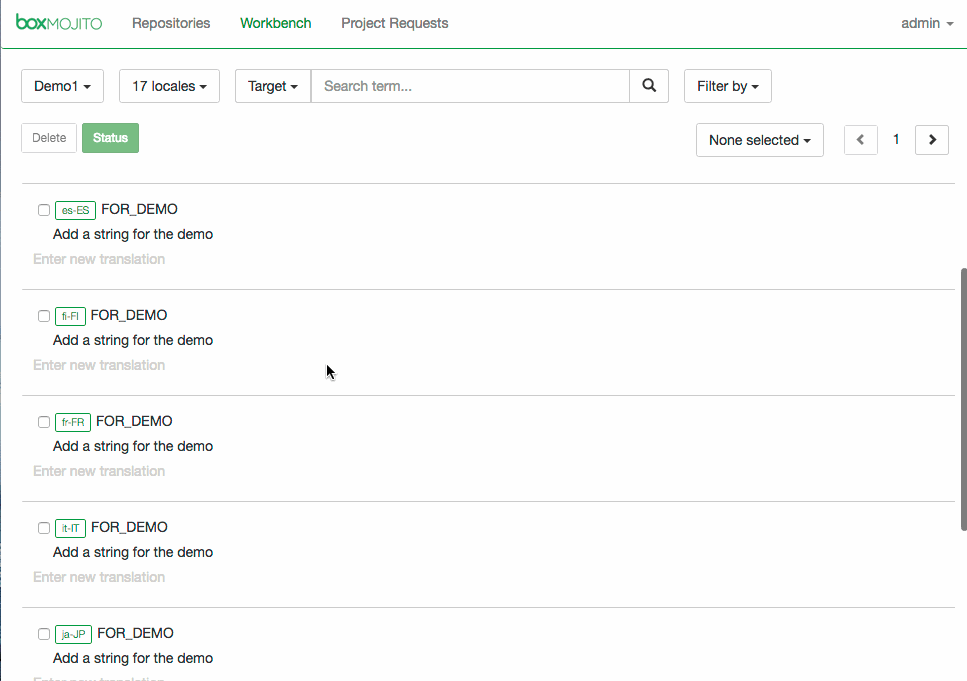 boxMOJITO Repositories Workbench Project Requests admin
Demo1 17 locales Target Search term... Filter by
Delete Status None selected 1
es-ES FOR_DEMO
Add a string for the demo
Enter new translation
fi-FI FOR_DEMO
Add a string for the demo
Enter new translation
fr-FR FOR_DEMO
Add a string for the demo
Enter new translation
it-IT FOR_DEMO
Add a string for the demo
Enter new translation
ja-JP FOR_DEMO
Add a string for the demo
Enter new translation